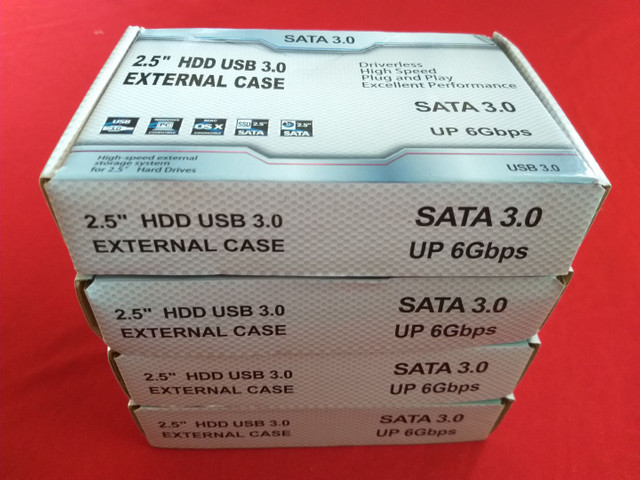 SATA 3.0
2.5" HDD USB 3.0
EXTERNAL CASE
Driverless
High Speed
Plug and Play
Excellent Performance
SATA 3.0
UP 6Gbps
USB
3.0
OS X
SSD 2.5"
SATA
2.5"
SATA
High-speed external
storage system
for 2.5" Hard Drives
USB 3.0
2.5" HDD USB 3.0
EXTERNAL CASE
SATA 3.0
UP 6Gbps
2.5" HDD USB 3.0
EXTERNAL CASE
SATA 3.0
UP 6Gbps
2.5" HDD USB 3.0
EXTERNAL CASE
SATA 3.0
UP 6Gbps
2.5" HDD USB 3.0
EXTERNAL CASE
SATA 3.0
UP 6Gbps